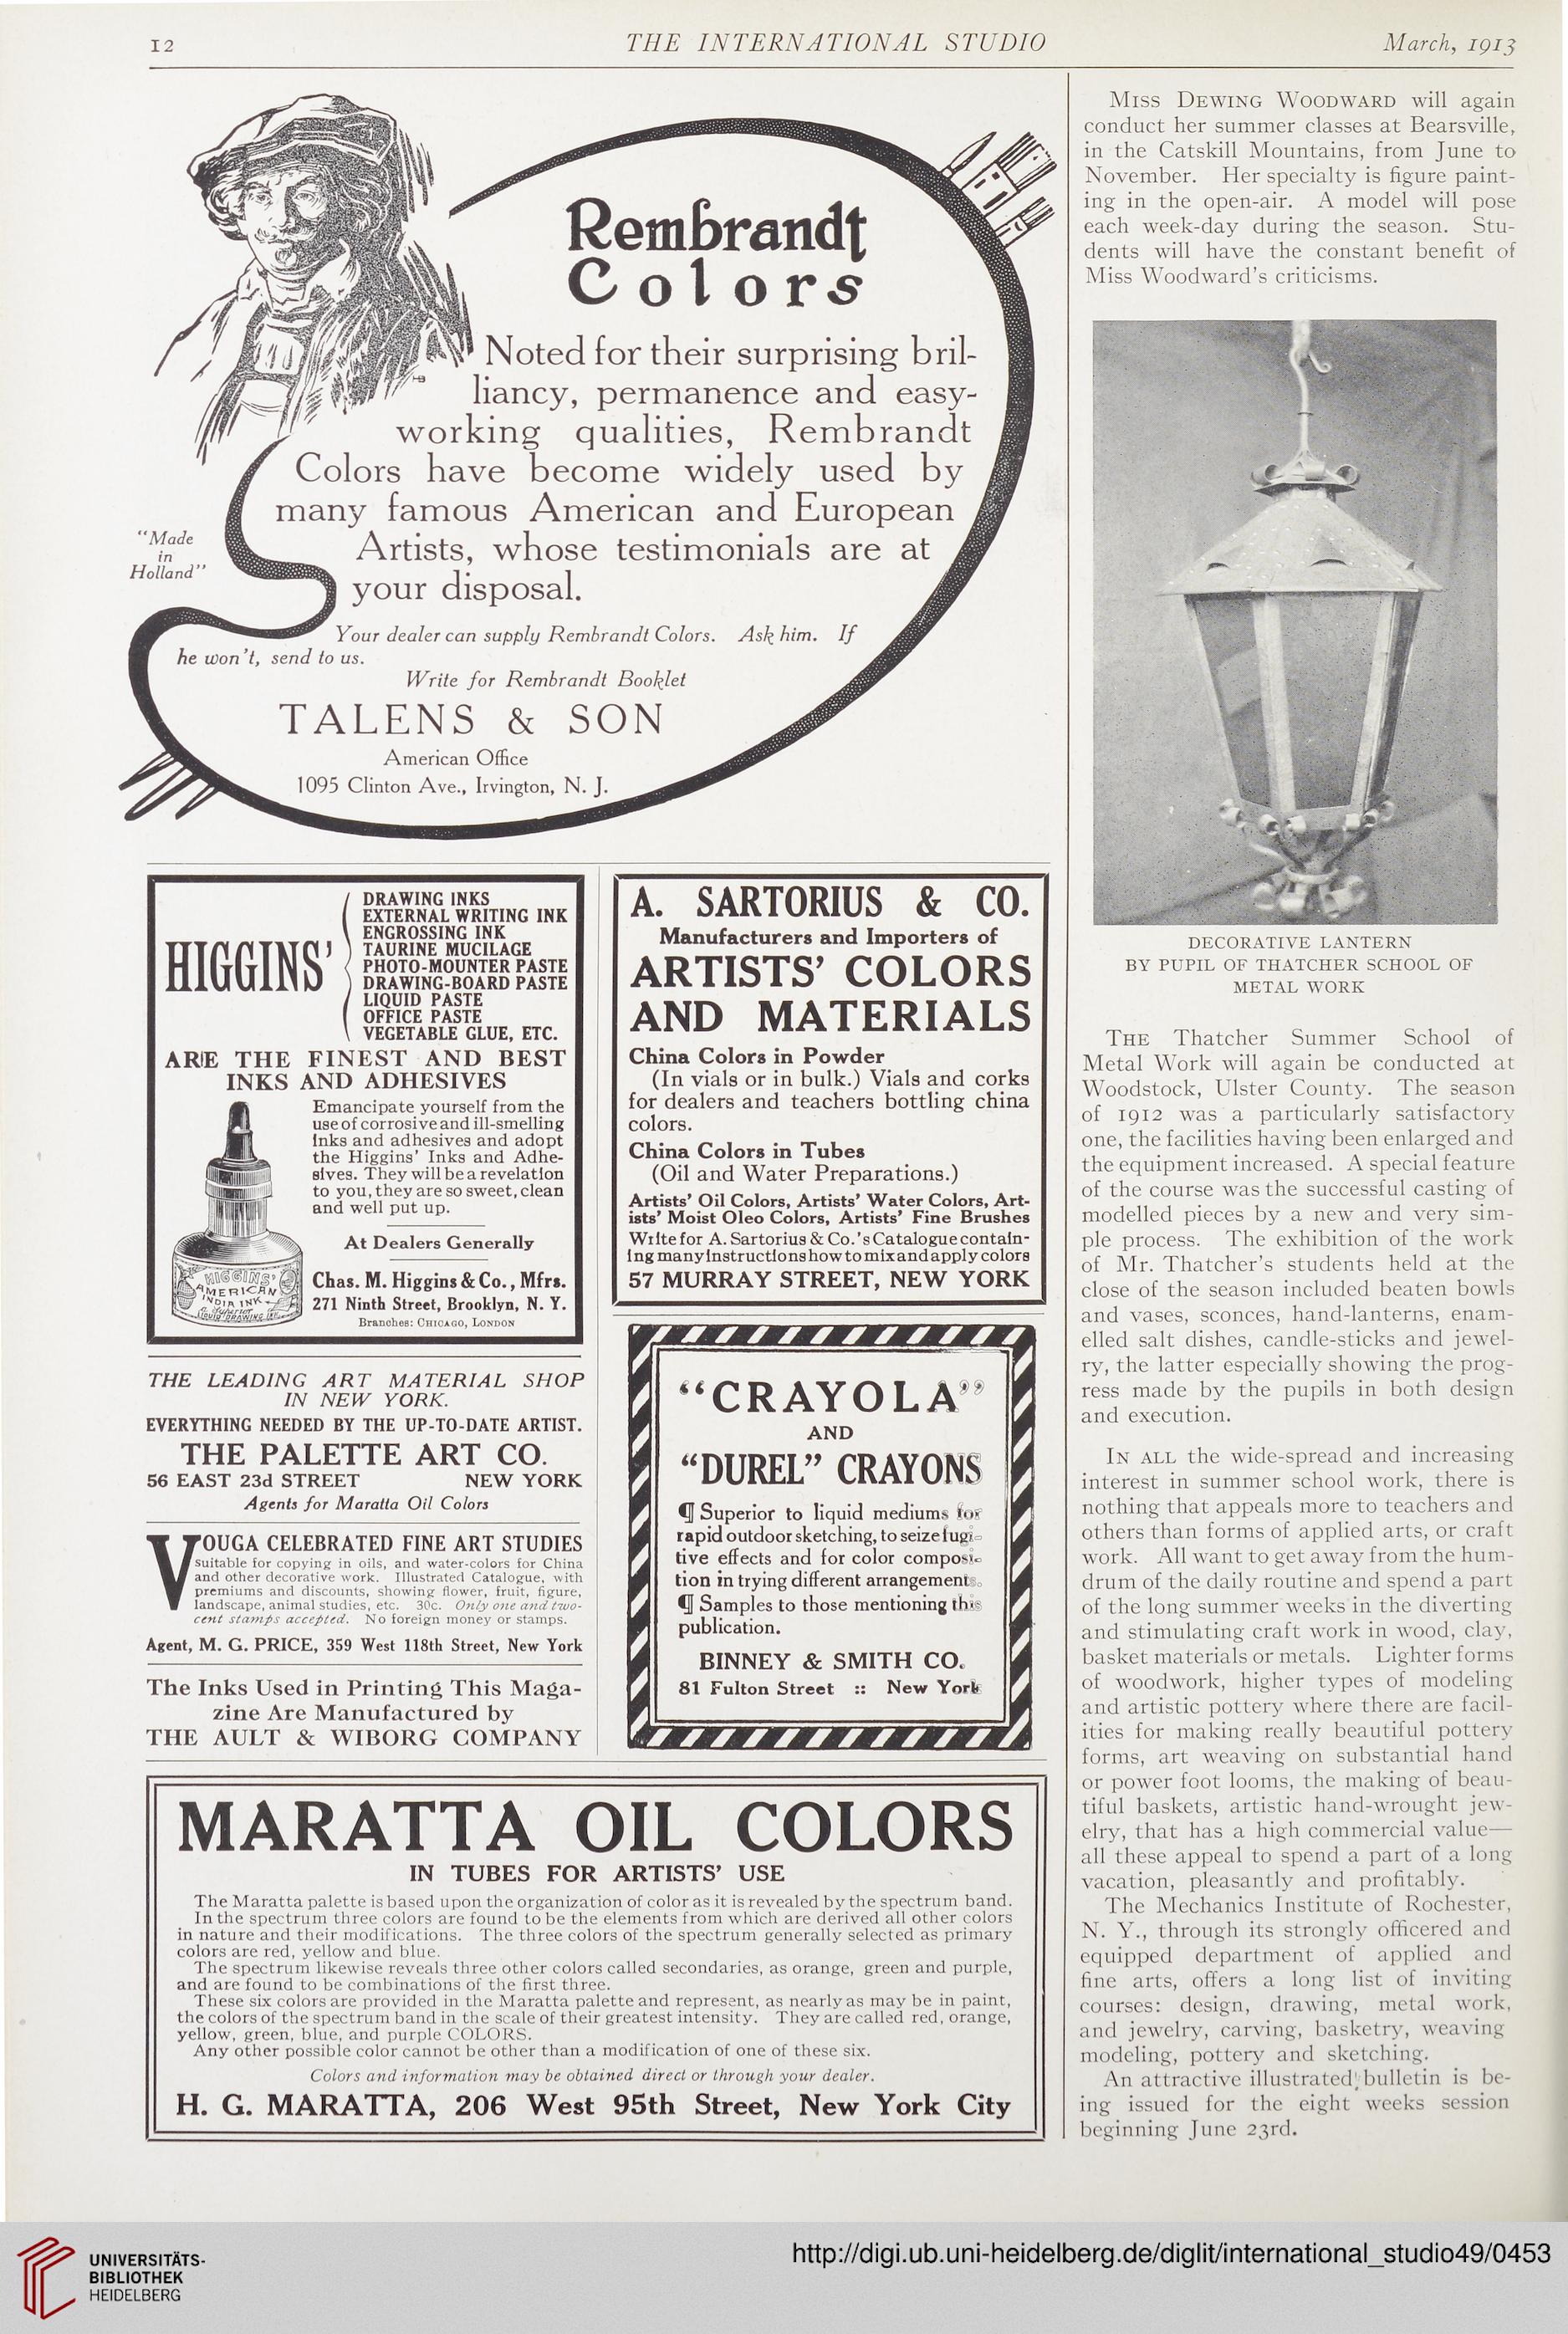 12
THE INTERNATIONAL STUDIO
March, 1913
Rembrandt
Colors
Noted for their surprising bril-
liancy, permanence and easy-
working qualities, Rembrandt
Colors have become widely used by
many famous American and European
Artists, whose testimonials are at
your disposal.
"Made
in
Holland"
Your dealer can supply Rembrandt Colors. Ask him. If
he won't, send to us.
Write for Rembrandt Booklet
TALENS & SON
American Office
1095 Clinton Ave., Irvington, N. J.
HIGGINS'
DRAWING INKS
EXTERNAL WRITING INK
ENGROSSING INK
TAURINE MUCILAGE
PHOTO-MOUNTER PASTE
DRAWING-BOARD PASTE
LIQUID PASTE
OFFICE PASTE
VEGETABLE GLUE, ETC.
ARE THE FINEST AND BEST
INKS AND ADHESIVES
Emancipate yourself from the
use of corrosive and ill-smelling
Inks and adhesives and adopt
the Higgins' Inks and Adhe-
sives. They will be a revelation
to you, they are so sweet, clean
and well put up.
At Dealers Generally
Chas. M. Higgins & Co., Mfrs.
271 Ninth Street, Brooklyn, N. Y.
Branches: CHICAGO, LONDON
HIGGINS'
AMERICAN
INDIA INK
A Superior
LIQUID DRAWING INK
THE LEADING ART MATERIAL SHOP
IN NEW YORK.
EVERYTHING NEEDED BY THE UP-TO-DATE ARTIST.
THE PALETTE ART CO.
56 EAST 23d STREET NEW YORK
Agents for Maratta Oil Colors
VOUGA CELEBRATED FINE ART STUDIES
suitable for copying in oils, and water-colors for China
and other decorative work. Illustrated Catalogue, with
premiums and discounts, showing flower, fruit, figure,
landscape, animal studies, etc. 30c. Only one and two-
cent stamps accepted. No foreign money or stamps.
Agent, M. G. PRICE, 359 West 118th Street, New York
The Inks Used in Printing This Maga-
zine Are Manufactured by
THE AULT & WIBORG COMPANY
A. SARTORIUS & CO.
Manufacturers and Importers of
ARTISTS' COLORS
AND MATERIALS
China Colors in Powder
(In vials or in bulk.) Vials and corks
for dealers and teachers bottling china
colors.
China Colors in Tubes
(Oil and Water Preparations.)
Artists' Oil Colors, Artists' Water Colors, Art-
ists' Moist Oleo Colors, Artists' Fine Brushes
Write for A. Sartorius & Co.'s Catalogue contain-
ing many instructions how to mix and apply colors
57 MURRAY STREET, NEW YORK
"CRAYOLA"
AND
"DUREL" CRAYONS
¶ Superior to liquid mediums for
rapid outdoor sketching, to seize fugi-
tive effects and for color composi-
tion in trying different arrangements.
¶ Samples to those mentioning this
publication.
BINNEY & SMITH CO.
81 Fulton Street :: New York
MARATTA OIL COLORS
IN TUBES FOR ARTISTS' USE
The Maratta palette is based upon the organization of color as it is revealed by the spectrum band.
In the spectrum three colors are found to be the elements from which are derived all other colors
in nature and their modifications. The three colors of the spectrum generally selected as primary
colors are red, yellow and blue.
The spectrum likewise reveals three other colors called secondaries, as orange, green and purple,
and are found to be combinations of the first three.
These six colors are provided in the Maratta palette and represent, as nearly as may be in paint,
the colors of the spectrum band in the scale of their greatest intensity. They are called red, orange,
yellow, green, blue, and purple COLORS.
Any other possible color cannot be other than a modification of one of these six.
Colors and information may be obtained direct or through your dealer.
H. G. MARATTA, 206 West 95th Street, New York City
MISS DEWING WOODWARD will again
conduct her summer classes at Bearsville,
in the Catskill Mountains, from June to
November. Her specialty is figure paint-
ing in the open-air. A model will pose
each week-day during the season. Stu-
dents will have the constant benefit of
Miss Woodward's criticisms.
DECORATIVE LANTERN
BY PUPIL OF THATCHER SCHOOL OF
METAL WORK
THE Thatcher Summer School of
Metal Work will again be conducted at
Woodstock, Ulster County. The season
of 1912 was a particularly satisfactory
one, the facilities having been enlarged and
the equipment increased. A special feature
of the course was the successful casting of
modelled pieces by a new and very sim-
ple process. The exhibition of the work
of Mr. Thatcher's students held at the
close of the season included beaten bowls
and vases, sconces, hand-lanterns, enam-
elled salt dishes, candle-sticks and jewel-
ry, the latter especially showing the prog-
ress made by the pupils in both design
and execution.
IN ALL the wide-spread and increasing
interest in summer school work, there is
nothing that appeals more to teachers and
others than forms of applied arts, or craft
work. All want to get away from the hum-
drum of the daily routine and spend a part
of the long summer weeks in the diverting
and stimulating craft work in wood, clay,
basket materials or metals. Lighter forms
of woodwork, higher types of modeling
and artistic pottery where there are facil-
ities for making really beautiful pottery
forms, art weaving on substantial hand
or power foot looms, the making of beau-
tiful baskets, artistic hand-wrought jew-
elry, that has a high commercial value—
all these appeal to spend a part of a long
vacation, pleasantly and profitably.
The Mechanics Institute of Rochester,
N. Y., through its strongly officered and
equipped department of applied and
fine arts, offers a long list of inviting
courses: design, drawing, metal work,
and jewelry, carving, basketry, weaving
modeling, pottery and sketching.
An attractive illustrated bulletin is be-
ing issued for the eight weeks session
beginning June 23rd.
UNIVERSITÄTS-
BIBLIOTHEK
HEIDELBERG
http://digi.ub.uni-heidelberg.de/diglit/international_studio49/0453